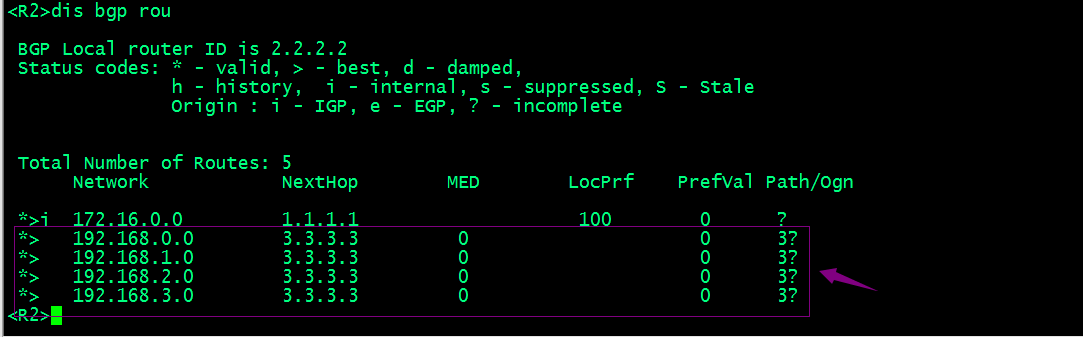 <R2>dis bgp rou
BGP Local router ID is 2.2.2.2
Status codes: * - valid, > - best, d - damped,
h - history,  i - internal, s - suppressed, S - Stale
Origin : i - IGP, e - EGP, ? - incomplete
Total Number of Routes: 5
Network NextHop MED LocPrf PrefVal Path/Ogn
*>i 172.16.0.0 1.1.1.1 100 0 ?
*> 192.168.0.0 3.3.3.3 0 0 3?
*> 192.168.1.0 3.3.3.3 0 0 3?
*> 192.168.2.0 3.3.3.3 0 0 3?
*> 192.168.3.0 3.3.3.3 0 0 3?
<R2>